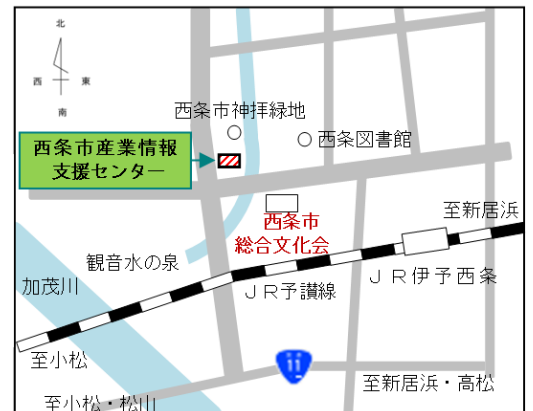 北
西
東
南
西条市神拝緑地
西条図書館
西条市産業情報
支援センター
至新居浜
西条市
総合文化会
観音水の泉
加茂川
JR伊予西条
JR予讃線
至小松
11
至新居浜・高松
至小松・松山